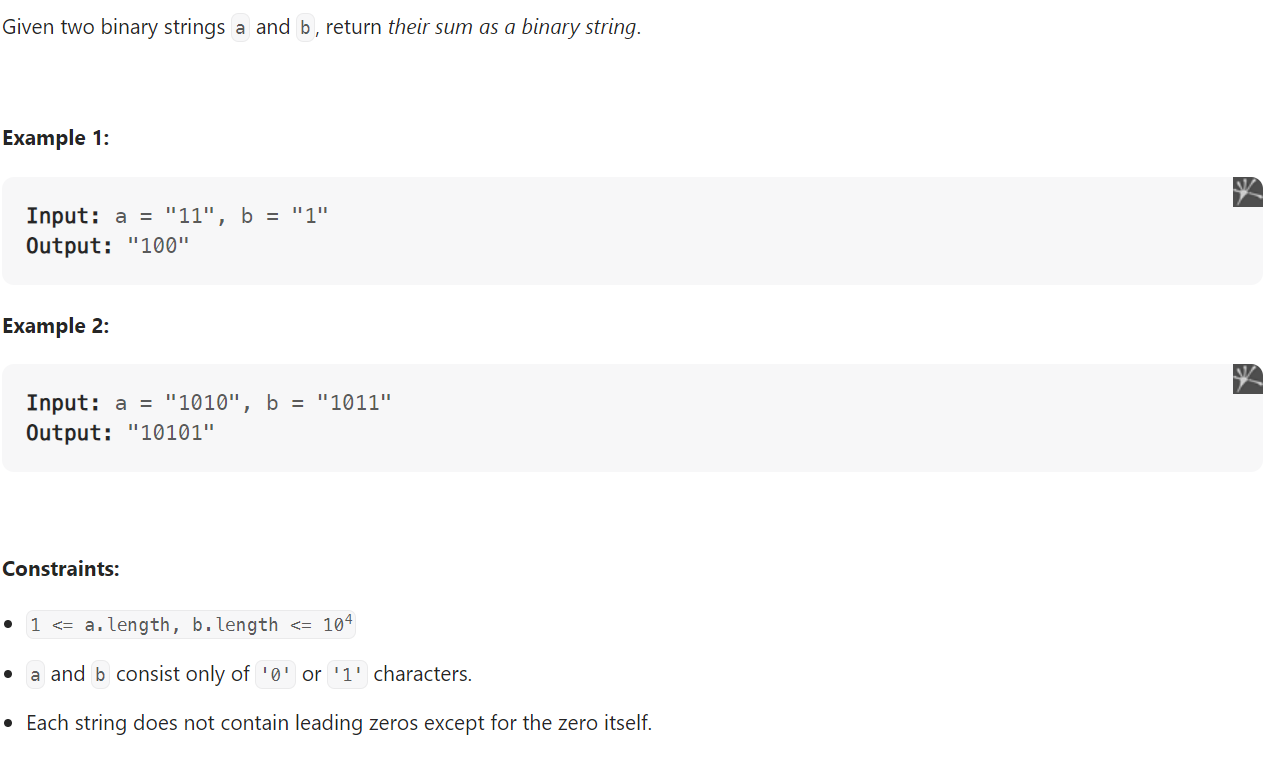 Given two binary strings a and b, return their sum as a binary string.
Example 1:
Input: a = "11", b = "1"
Output: "100"
Example 2:
Input: a = "1010", b = "1011"
Output: "10101"
Constraints:
• 1 <= a.length, b.length <= 10⁴
• a and b consist only of '0' or '1' characters.
• Each string does not contain leading zeros except for the zero itself.